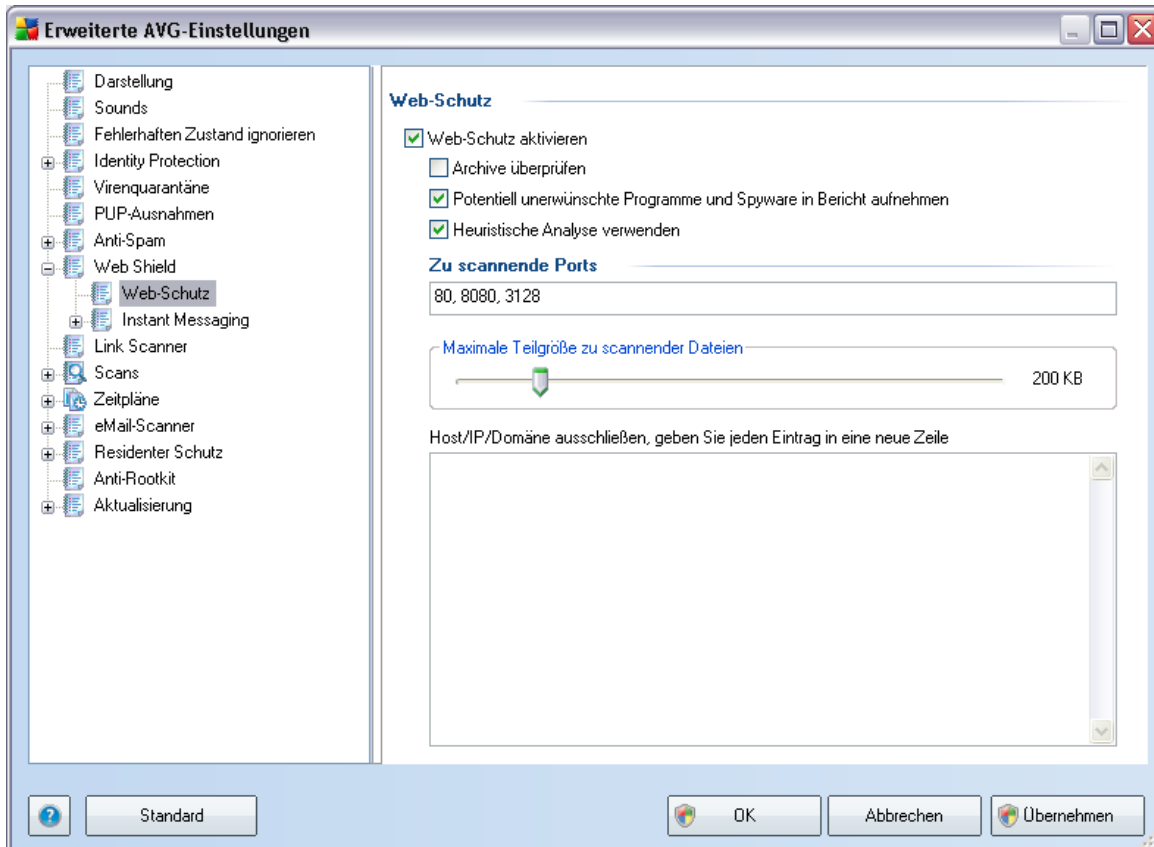 Erweiterte AVG-Einstellungen
Darstellung
Sounds
Fehlerhaften Zustand ignorieren
Identity Protection
Virenquarantäne
PUP-Ausnahmen
Anti-Spam
Web Shield
Web-Schutz
Instant Messaging
Link Scanner
Scans
Zeitpläne
eMail-Scanner
Residenter Schutz
Anti-Rootkit
Aktualisierung
Web-Schutz
Web-Schutz aktivieren
Archive überprüfen
Potentiell unerwünschte Programme und Spyware in Bericht aufnehmen
Heuristische Analyse verwenden
Zu scannende Ports
80, 8080, 3128
Maximale Teilgröße zu scannender Dateien
200 KB
Host/IP/Domäne ausschließen, geben Sie jeden Eintrag in eine neue Zeile
?
Standard
OK
Abbrechen
Übernehmen